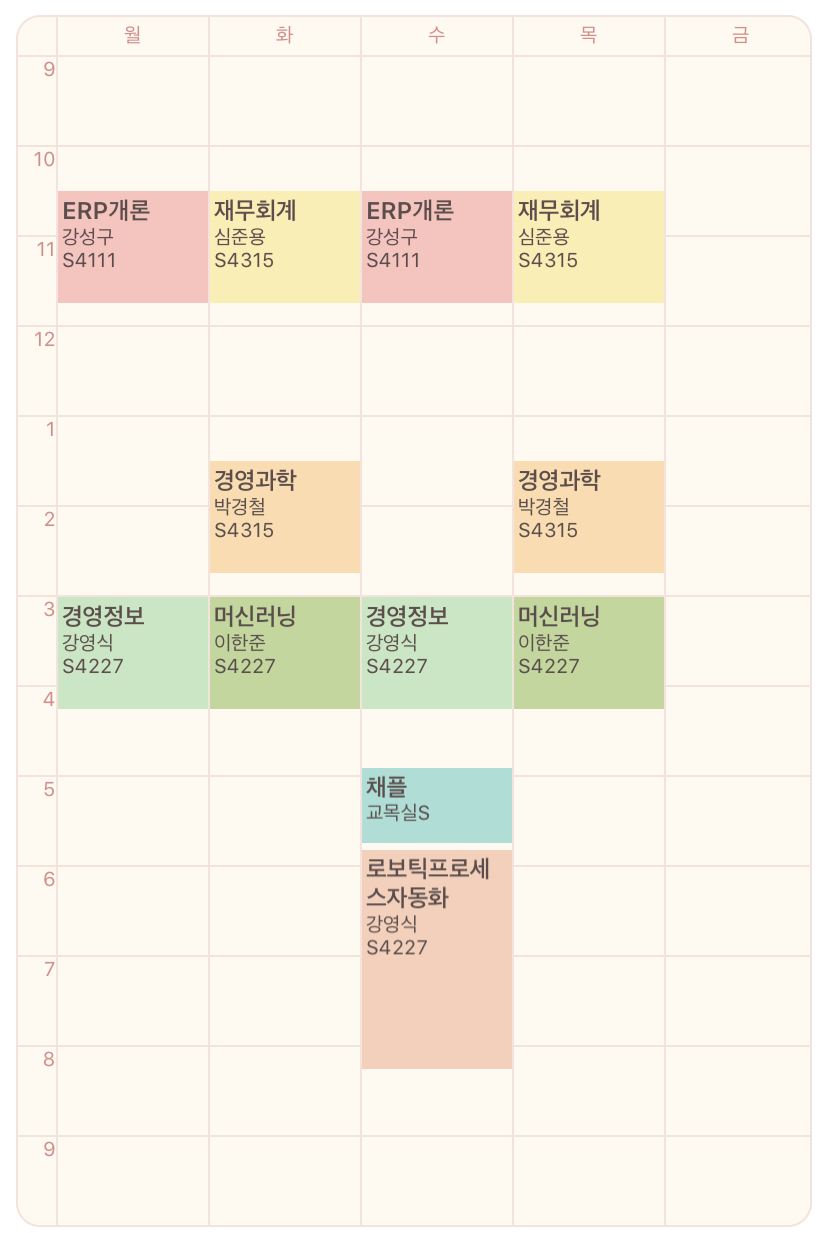 월 화 수 목 금
9
10
ERP개론
강성구
S4111
재무회계
심준용
S4315
ERP개론
강성구
S4111
재무회계
심준용
S4315
11
12
1
경영과학
박경철
S4315
경영과학
박경철
S4315
2
3
경영정보
강영식
S4227
머신러닝
이한준
S4227
경영정보
강영식
S4227
머신러닝
이한준
S4227
4
5
채플
교목실S
6
로보틱프로세
스자동화
강영식
S4227
7
8
9